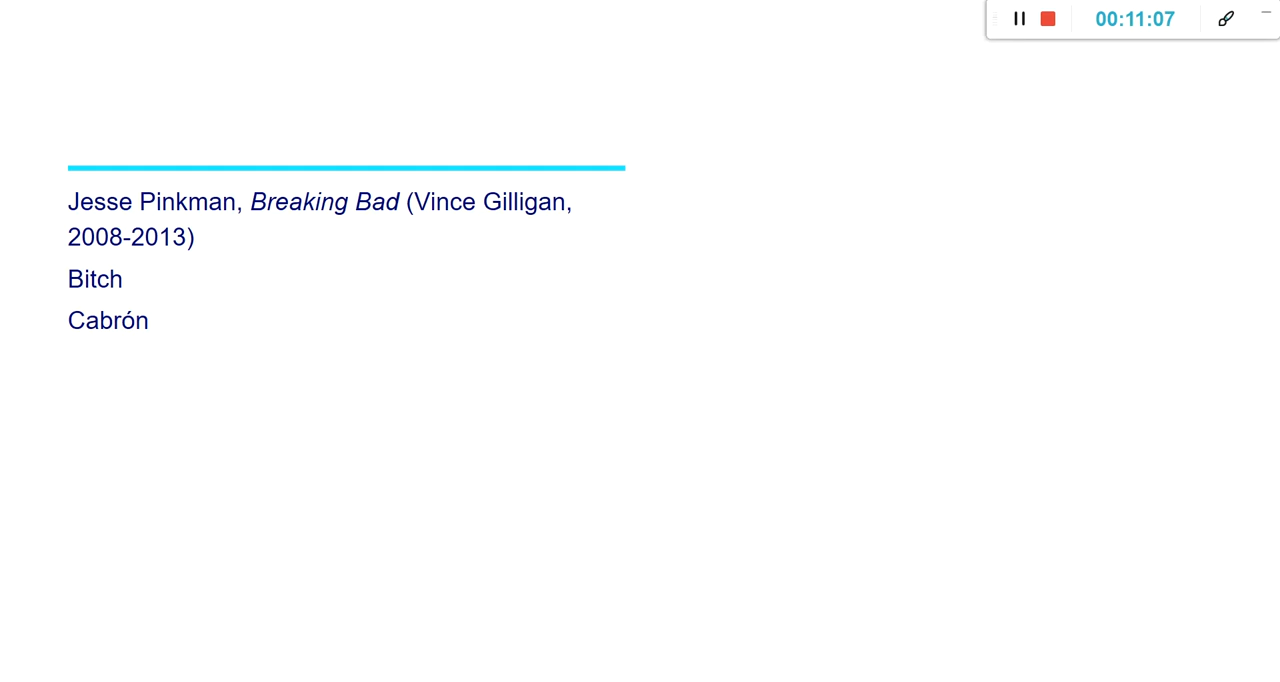 00:11:07
Jesse Pinkman, Breaking Bad (Vince Gilligan,
2008-2013)
Bitch
Cabrón